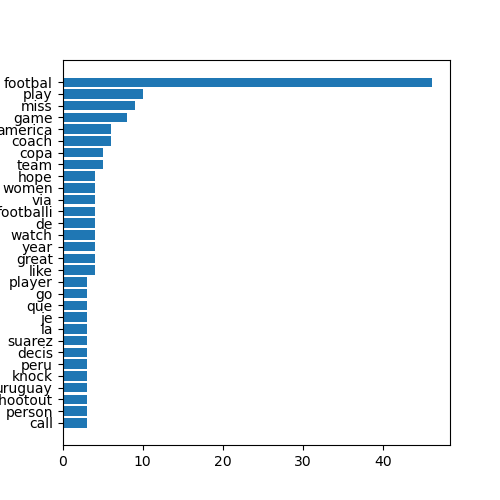 footbal
play
miss
game
america
coach
copa
team
hope
women
via
footballi
de
watch
year
great
like
player
go
que
je
la
suarez
decis
peru
knock
uruguay
hootout
person
call
0 10 20 30 40